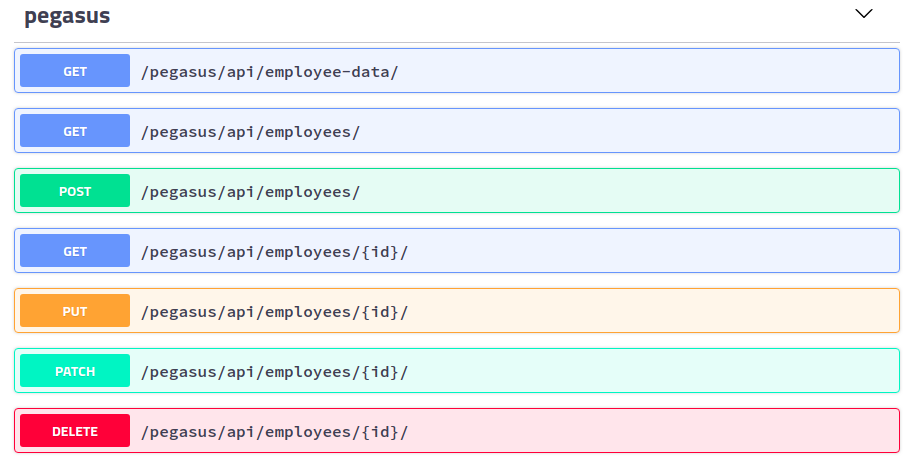 pegasus
GET /pegasus/api/employee-data/
GET /pegasus/api/employees/
POST /pegasus/api/employees/
GET /pegasus/api/employees/{id}/
PUT /pegasus/api/employees/{id}/
PATCH /pegasus/api/employees/{id}/
DELETE /pegasus/api/employees/{id}/